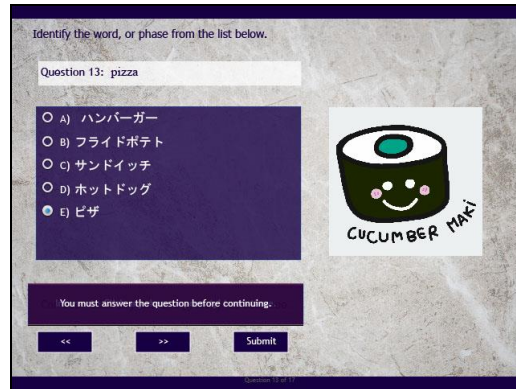 Identify the word, or phase from the list below.
Question 13: pizza
A) ハンバーガー
B) フライドポテト
C) サンドイッチ
D) ホットドッグ
E) ピザ
CUCUMBER MAKI
You must answer the question before continuing.
<<
>>
Submit
Question 13 of 17